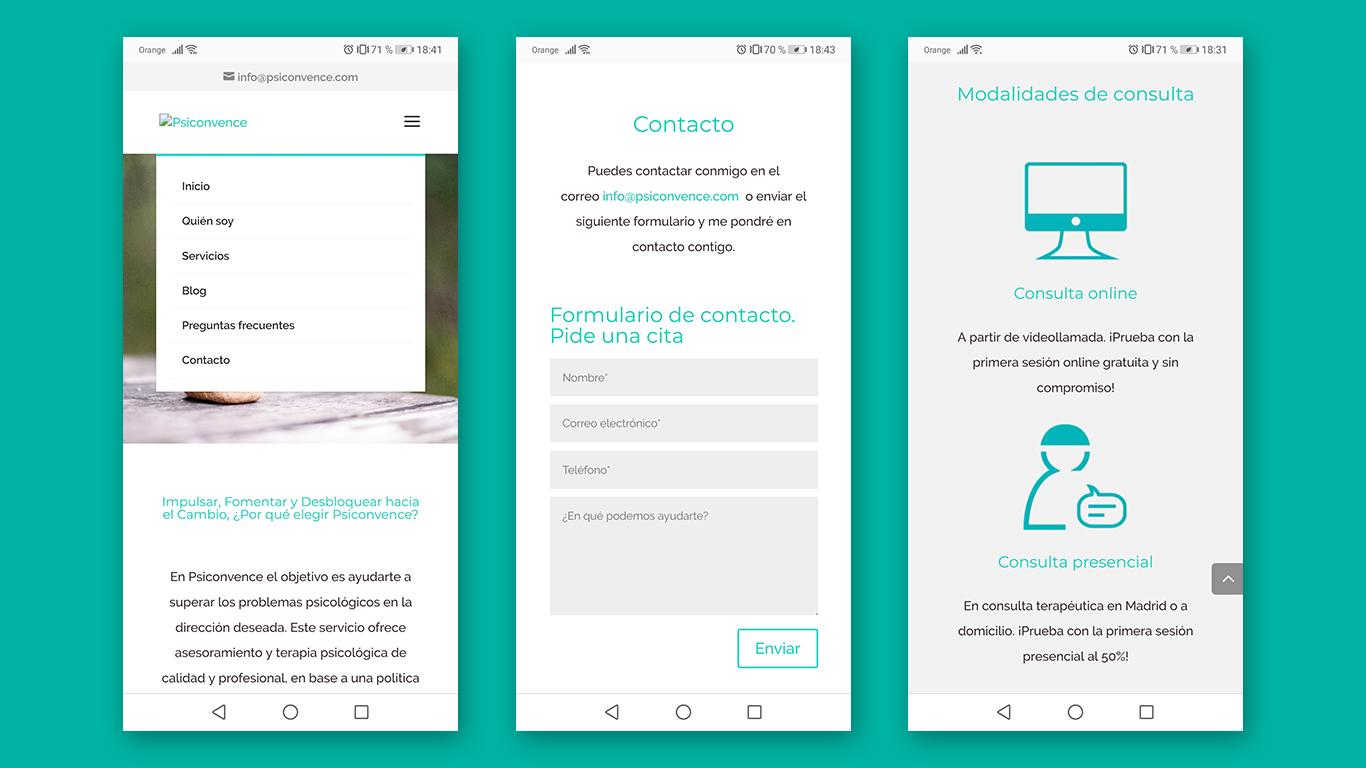 Orange 71 % 18:41
info@psiconvence.com
Psiconvence
Inicio
Quién soy
Servicios
Blog
Preguntas frecuentes
Contacto
Impulsar, Fomentar y Desbloquear hacia
el Cambio, ¿Por qué elegir Psiconvence?
En Psiconvence el objetivo es ayudarte a
superar los problemas psicológicos en la
dirección deseada. Este servicio ofrece
asesoramiento y terapia psicológica de
calidad y profesional, en base a una política
Orange 70 % 18:43
Contacto
Puedes contactar conmigo en el
correo info@psiconvence.com o enviar el
siguiente formulario y me pondré en
contacto contigo.
Formulario de contacto.
Pide una cita
Nombre*
Correo electrónico*
Teléfono*
¿En qué podemos ayudarte?
Enviar
Orange 71 % 18:31
Modalidades de consulta
Consulta online
A partir de videollamada. ¡Prueba con la
primera sesión online gratuita y sin
compromiso!
Consulta presencial
En consulta terapéutica en Madrid o a
domicilio. ¡Prueba con la primera sesión
presencial al 50%!